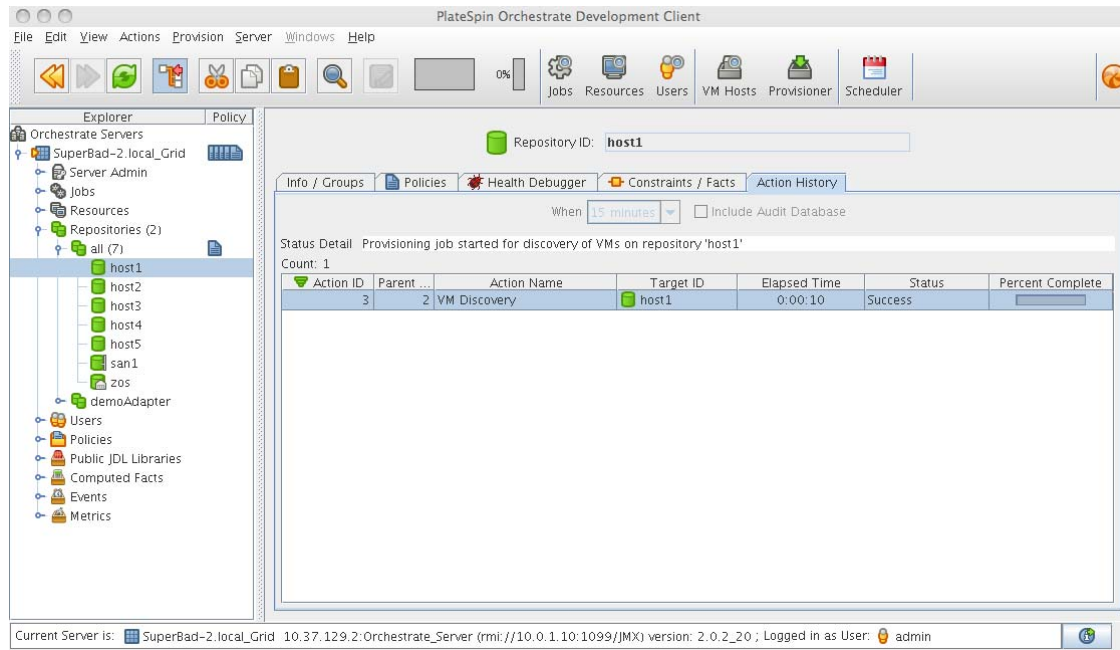 PlateSpin Orchestrate Development Client
File Edit View Actions Provision Server Windows Help
0%
Jobs Resources Users VM Hosts Provisioner Scheduler
Explorer Policy
Orchestrate Servers
SuperBad-2.local_Grid
Server Admin
Jobs
Resources
Repositories (2)
all (7)
host1
host2
host3
host4
host5
san1
zos
demoAdapter
Users
Policies
Public JDL Libraries
Computed Facts
Events
Metrics
Repository ID: host1
Info / Groups Policies Health Debugger Constraints / Facts Action History
When 15 minutes Include Audit Database
Status Detail Provisioning job started for discovery of VMs on repository 'host1'
Count: 1
Action ID Parent ... Action Name Target ID Elapsed Time Status Percent Complete
3 2 VM Discovery host1 0:00:10 Success
Current Server is: SuperBad-2.local_Grid 10.37.129.2:Orchestrate_Server (rmi://10.0.1.10:1099/JMX) version: 2.0.2_20 ; Logged in as User: admin